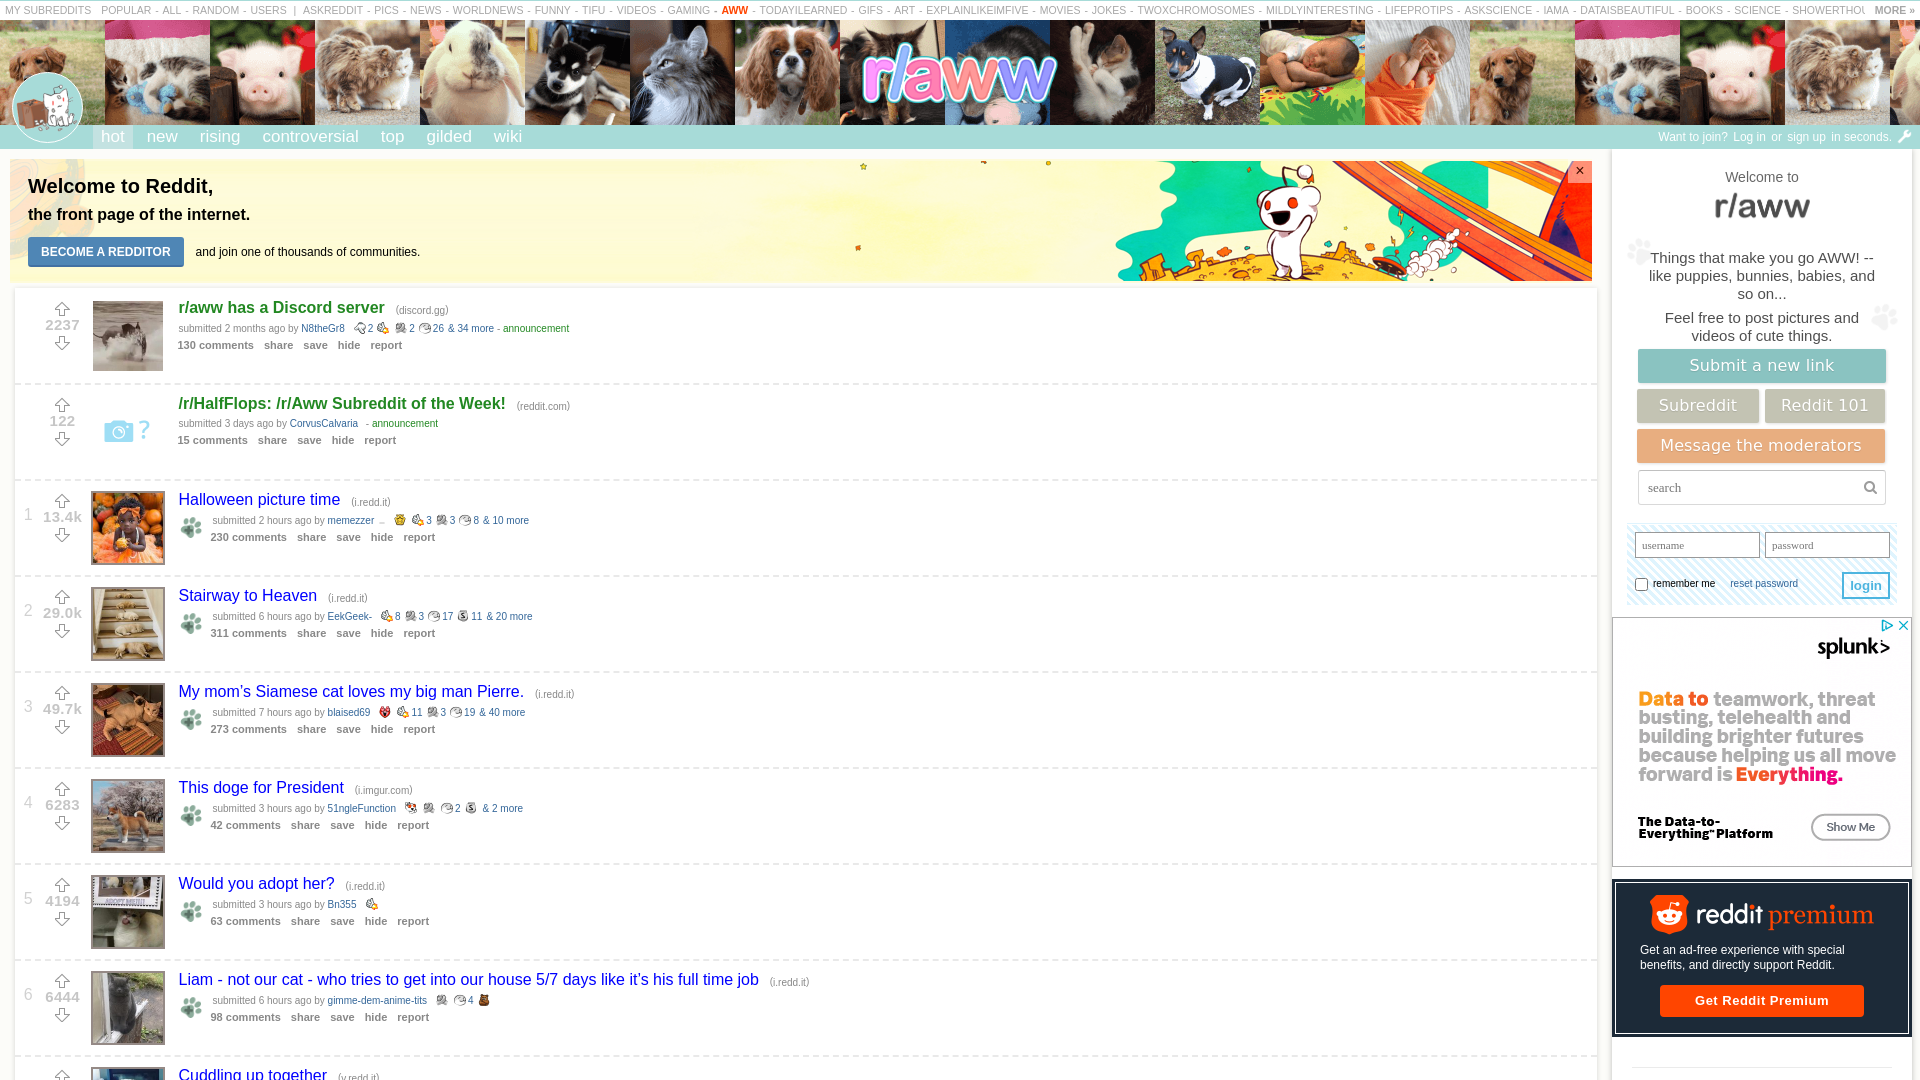 MY SUBREDDITS POPULAR - ALL - RANDOM - USERS | ASKREDDIT - PICS - NEWS - WORLDNEWS - FUNNY - TIFU - VIDEOS - GAMING - AWW - TODAYILEARNED - GIFS - ART - EXPLAINLIKEIMFIVE - MOVIES - JOKES - TWOXCHROMOSOMES - MILDLYINTERESTING - LIFEPROTIPS - ASKSCIENCE - IAMA - DATAISBEAUTIFUL - BOOKS - SCIENCE - SHOWERTHOU MORE »
r/aww
hot new rising controversial top gilded wiki
Want to join? Log in or sign up in seconds.
Welcome to Reddit,
the front page of the internet.
BECOME A REDDITOR and join one of thousands of communities.
×
2237
r/aww has a Discord server (discord.gg)
submitted 2 months ago by N8theGr8 2 2 26 & 34 more - announcement
130 comments share save hide report
122
/r/HalfFlops: /r/Aww Subreddit of the Week! (reddit.com)
submitted 3 days ago by CorvusCalvaria - announcement
15 comments share save hide report
1
13.4k
Halloween picture time (i.redd.it)
submitted 2 hours ago by memezzer 3 3 8 & 10 more
230 comments share save hide report
2
29.0k
Stairway to Heaven (i.redd.it)
submitted 6 hours ago by EekGeek- 8 3 17 11 & 20 more
311 comments share save hide report
3
49.7k
My mom’s Siamese cat loves my big man Pierre. (i.redd.it)
submitted 7 hours ago by blaised69 11 3 19 & 40 more
273 comments share save hide report
4
6283
This doge for President (i.imgur.com)
submitted 3 hours ago by 51ngleFunction 2 & 2 more
42 comments share save hide report
5
4194
Would you adopt her? (i.redd.it)
submitted 3 hours ago by Bn355
63 comments share save hide report
6
6444
Liam - not our cat - who tries to get into our house 5/7 days like it’s his full time job (i.redd.it)
submitted 6 hours ago by gimme-dem-anime-tits 4
98 comments share save hide report
Cuddling up together (v.redd.it)
Welcome to
r/aww
Things that make you go AWW! --
like puppies, bunnies, babies, and
so on...
Feel free to post pictures and
videos of cute things.
Submit a new link
Subreddit Reddit 101
Message the moderators
search
username password
remember me reset password login
splunk>
Data to teamwork, threat
busting, telehealth and
building brighter futures
because helping us all move
forward is Everything.
The Data-to-
Everything™ Platform
Show Me
reddit premium
Get an ad-free experience with special
benefits, and directly support Reddit.
Get Reddit Premium